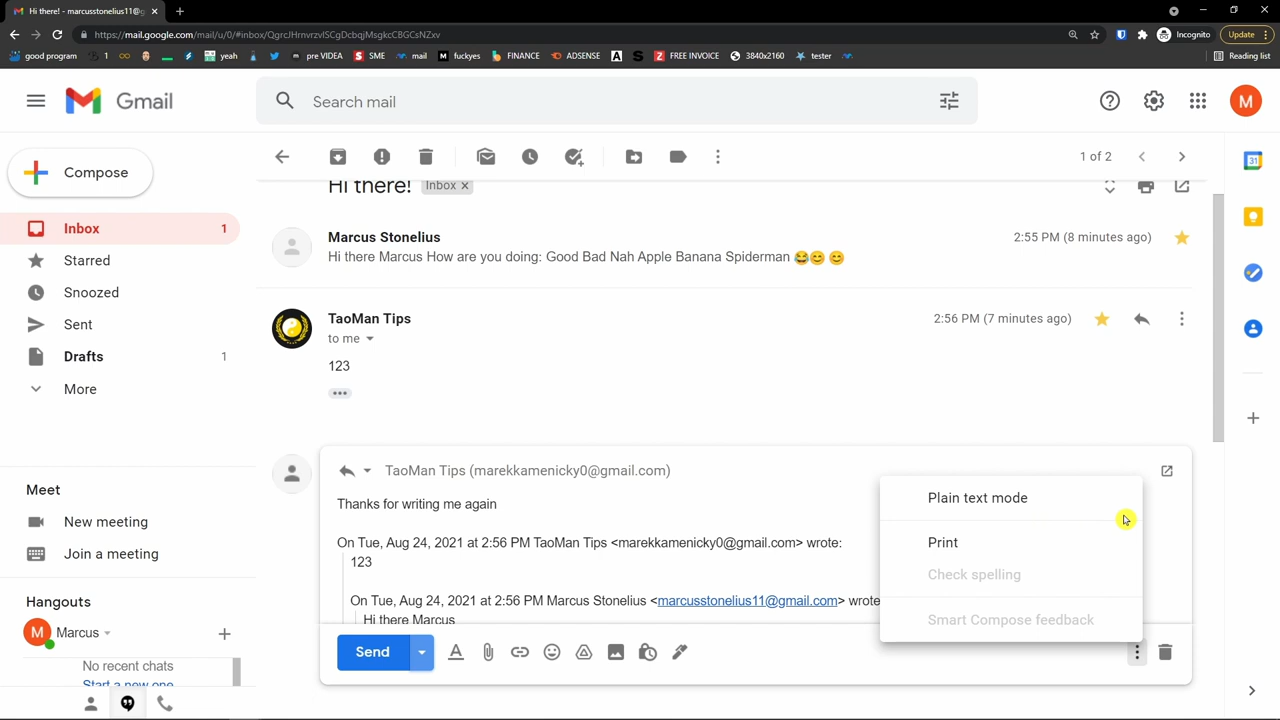 Hi there! - marcusstonelius11@g
https://mail.google.com/mail/u/0/#inbox/QgrcJHrnvrzvlSCgDcbqjMsgkcCBGCsNZxv
Incognito
Update
good program
1
yeah
pre VIDEA
SME
mail
fuckyes
FINANCE
ADSENSE
FREE INVOICE
3840x2160
tester
Reading list
Gmail
Search mail
M
Compose
1 of 2
31
Hi there!
Inbox
Inbox
1
Starred
Snoozed
Sent
Drafts
1
More
Marcus Stonelius
2:55 PM (8 minutes ago)
Hi there Marcus How are you doing: Good Bad Nah Apple Banana Spiderman 😂😊 😊
TaoMan Tips
2:56 PM (7 minutes ago)
to me
123
Meet
New meeting
Join a meeting
Hangouts
M
Marcus
No recent chats
Start a new one
TaoMan Tips (marekkamenicky0@gmail.com)
Thanks for writing me again
On Tue, Aug 24, 2021 at 2:56 PM TaoMan Tips <marekkamenicky0@gmail.com> wrote:
123
On Tue, Aug 24, 2021 at 2:56 PM Marcus Stonelius <marcusstonelius11@gmail.com> wrote
Hi there Marcus
Plain text mode
Print
Check spelling
Smart Compose feedback
Send